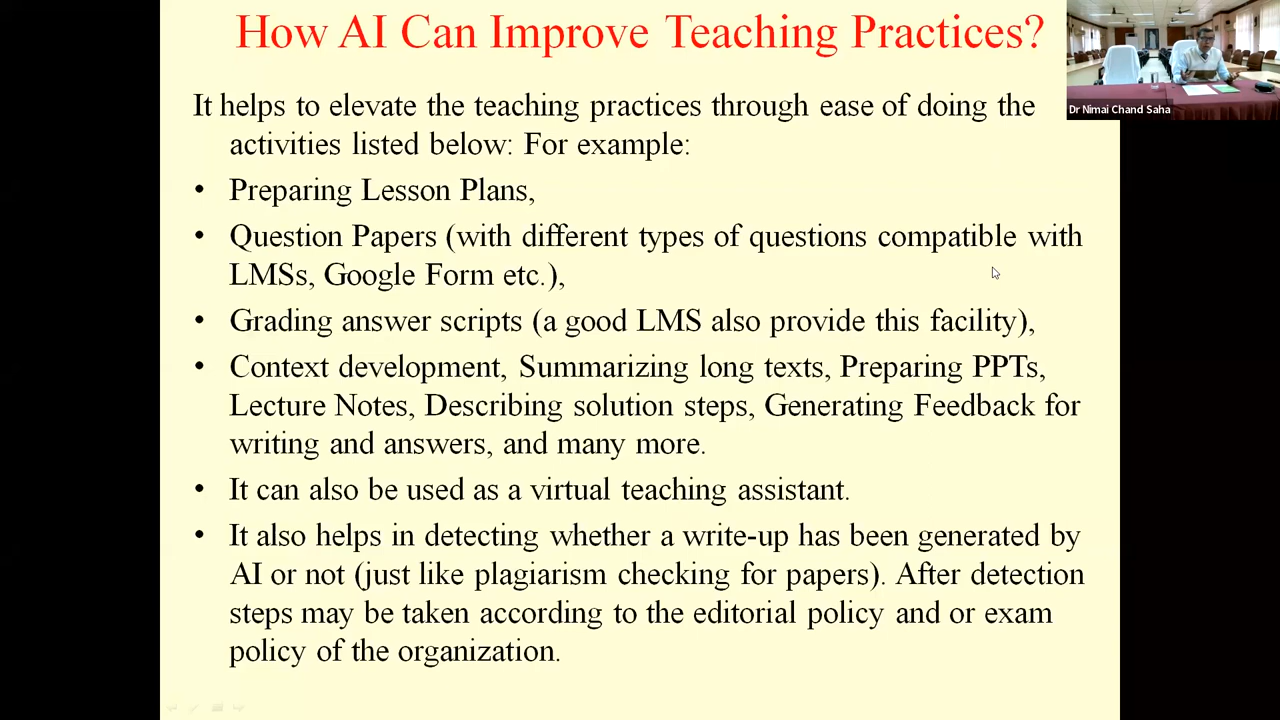 How AI Can Improve Teaching Practices?
Dr Nimai Chand Saha
It helps to elevate the teaching practices through ease of doing the
activities listed below: For example:
• Preparing Lesson Plans,
• Question Papers (with different types of questions compatible with
LMSs, Google Form etc.),
• Grading answer scripts (a good LMS also provide this facility),
• Context development, Summarizing long texts, Preparing PPTs,
Lecture Notes, Describing solution steps, Generating Feedback for
writing and answers, and many more.
• It can also be used as a virtual teaching assistant.
• It also helps in detecting whether a write-up has been generated by
AI or not (just like plagiarism checking for papers). After detection
steps may be taken according to the editorial policy and or exam
policy of the organization.